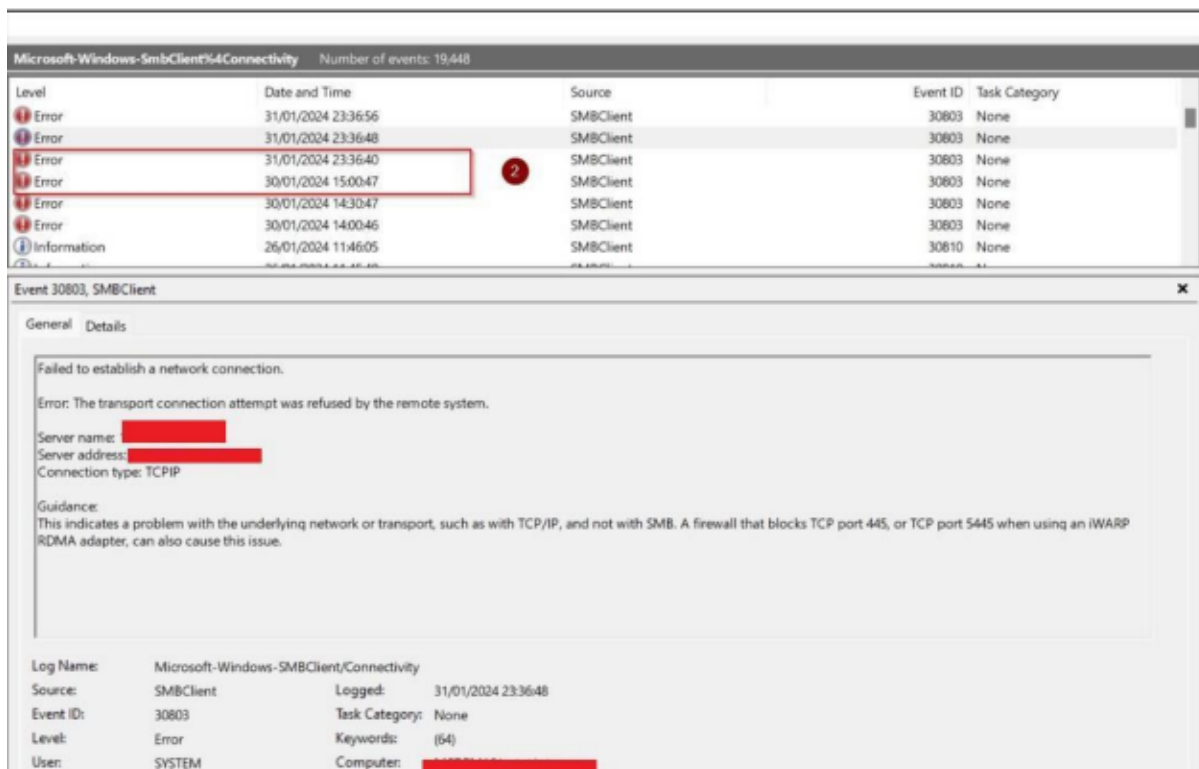 Microsoft-Windows-SmbClient%4Connectivity Number of events: 19,448
Level Date and Time Source Event ID Task Category
Error 31/01/2024 23:36:56 SMBClient 30803 None
Error 31/01/2024 23:36:48 SMBClient 30803 None
Error 31/01/2024 23:36:40 SMBClient 30803 None
2
Error 30/01/2024 15:00:47 SMBClient 30803 None
Error 30/01/2024 14:30:47 SMBClient 30803 None
Error 30/01/2024 14:00:46 SMBClient 30803 None
Information 26/01/2024 11:46:05 SMBClient 30810 None
Event 30803, SMBClient
General Details
Failed to establish a network connection.
Error: The transport connection attempt was refused by the remote system.
Server name:
Server address:
Connection type: TCPIP
Guidance:
This indicates a problem with the underlying network or transport, such as with TCP/IP, and not with SMB. A firewall that blocks TCP port 445, or TCP port 5445 when using an iWARP
RDMA adapter, can also cause this issue.
Log Name: Microsoft-Windows-SMBClient/Connectivity
Source: SMBClient Logged: 31/01/2024 23:36:48
Event ID: 30803 Task Category: None
Level: Error Keywords: (64)
User: SYSTEM Computer: